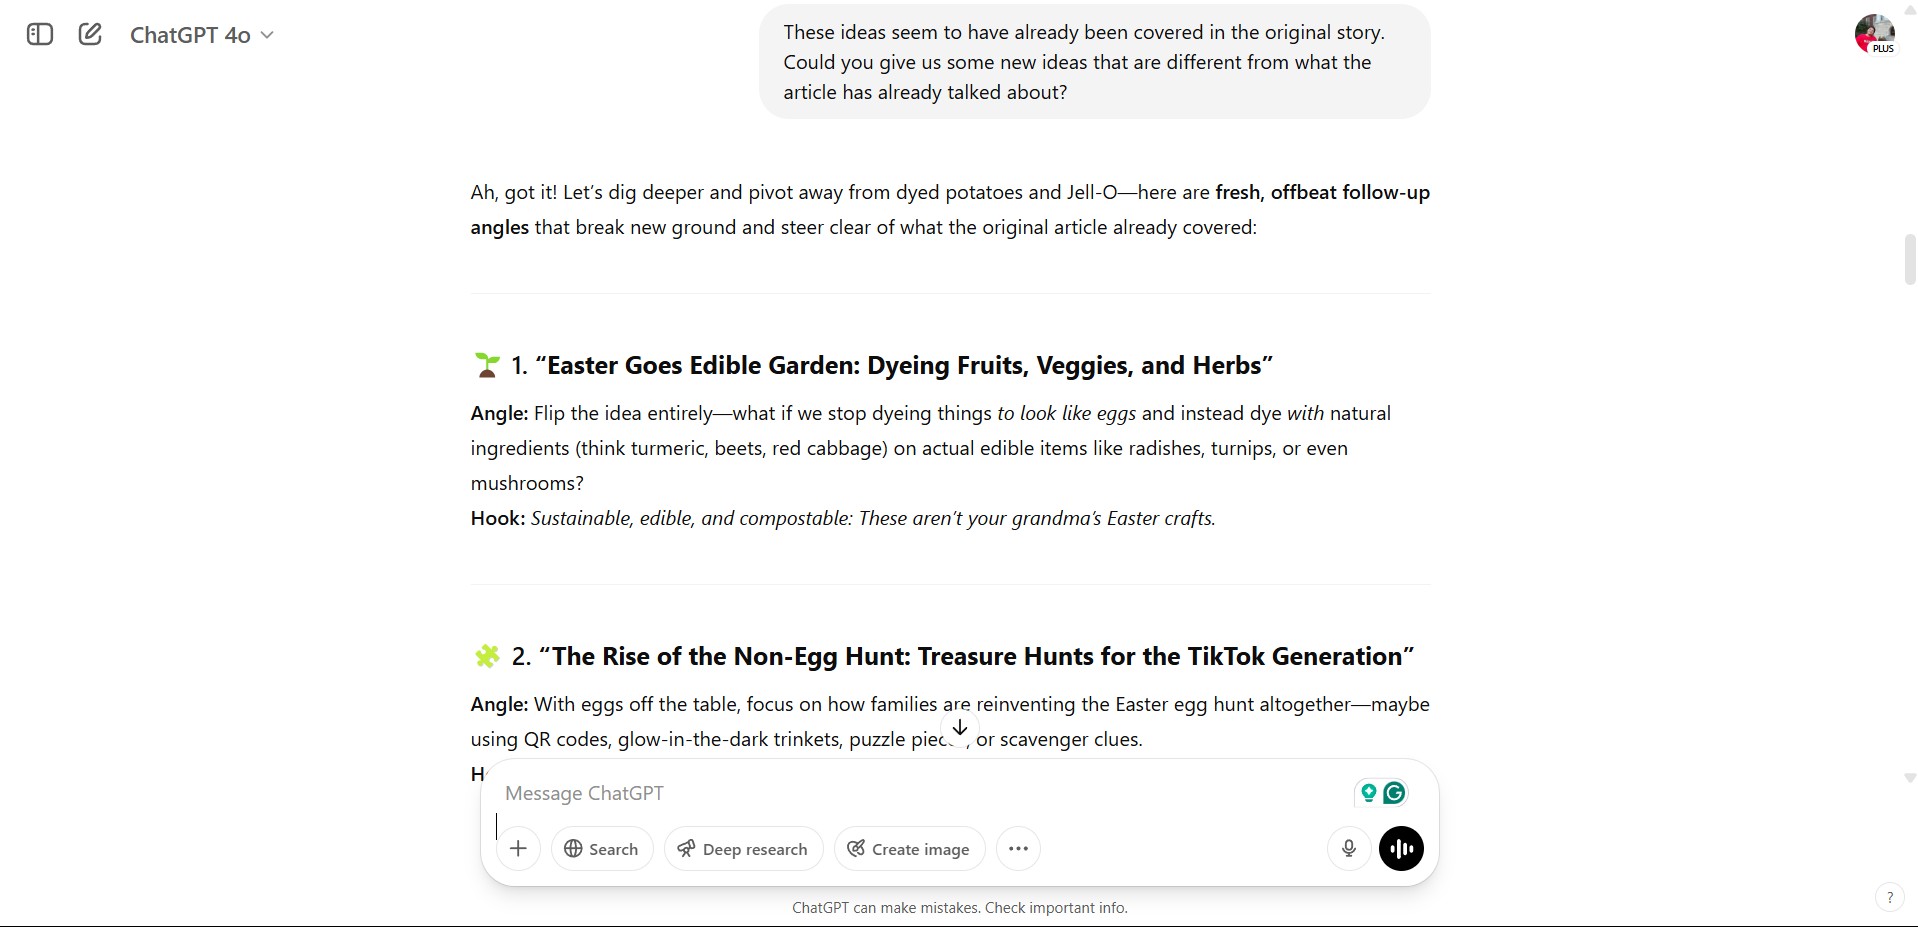 ChatGPT 4o
PLUS
These ideas seem to have already been covered in the original story.
Could you give us some new ideas that are different from what the
article has already talked about?
Ah, got it! Let’s dig deeper and pivot away from dyed potatoes and Jell-O—here are fresh, offbeat follow-up
angles that break new ground and steer clear of what the original article already covered:
1. “Easter Goes Edible Garden: Dyeing Fruits, Veggies, and Herbs”
Angle: Flip the idea entirely—what if we stop dyeing things to look like eggs and instead dye with natural
ingredients (think turmeric, beets, red cabbage) on actual edible items like radishes, turnips, or even
mushrooms?
Hook: Sustainable, edible, and compostable: These aren’t your grandma’s Easter crafts.
2. “The Rise of the Non-Egg Hunt: Treasure Hunts for the TikTok Generation”
Angle: With eggs off the table, focus on how families are reinventing the Easter egg hunt altogether—maybe
using QR codes, glow-in-the-dark trinkets, puzzle or scavenger clues.
Message ChatGPT
Search Deep research Create image
ChatGPT can make mistakes. Check important info.
?